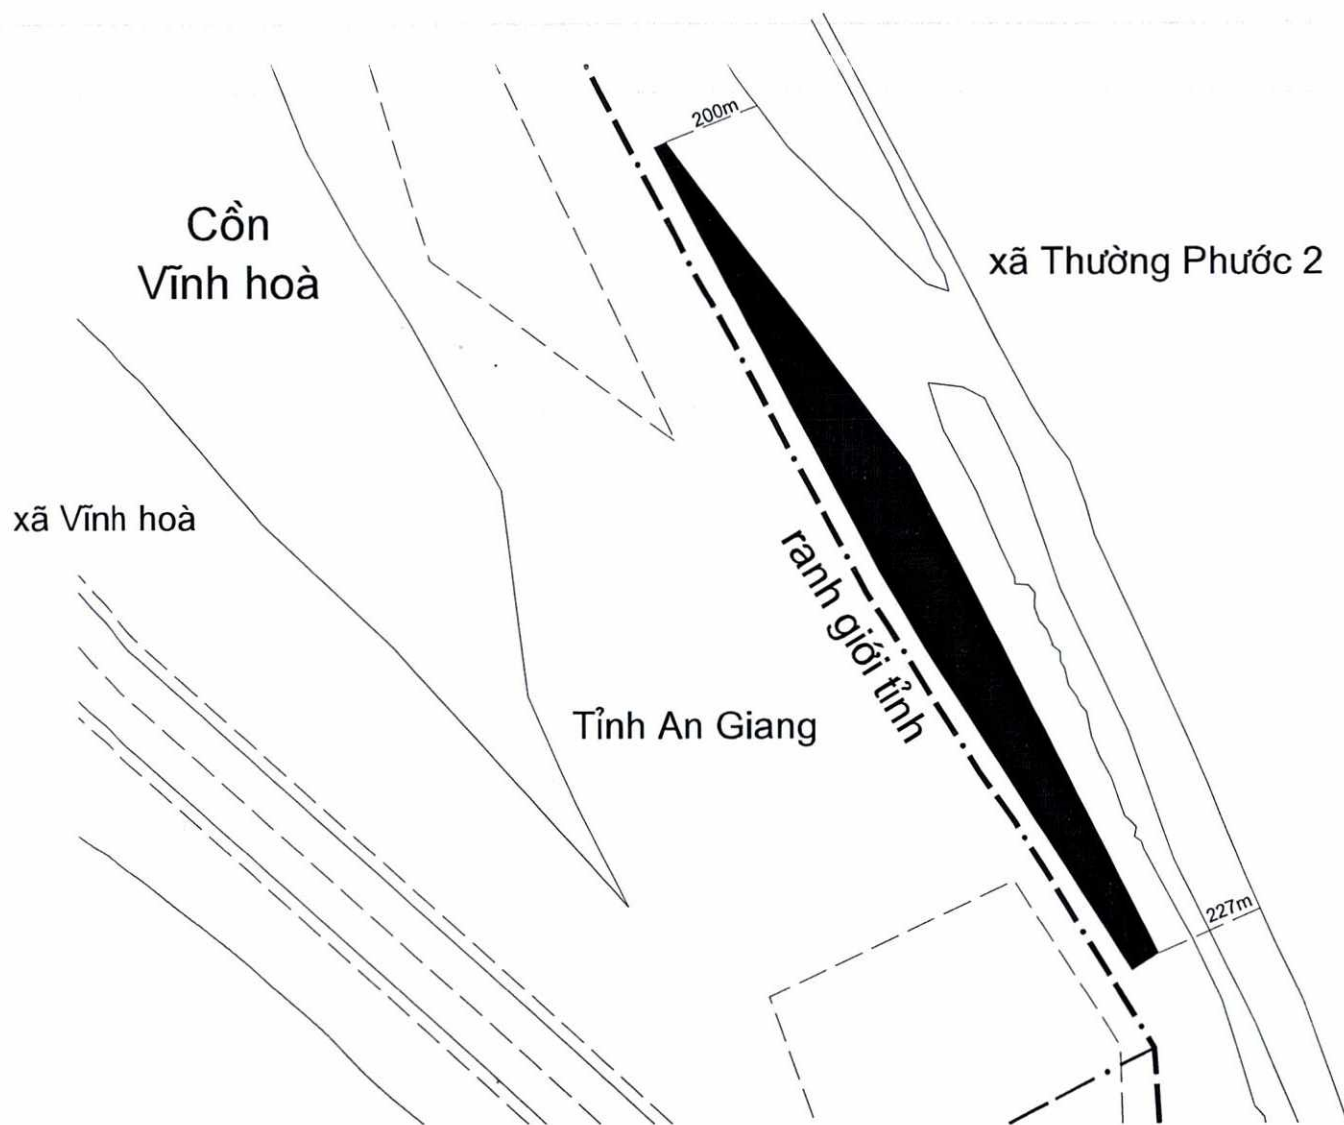 200m
Cồn
Vĩnh hoà
xã Thường Phước 2
xã Vĩnh hoà
ranh giới tỉnh
Tỉnh An Giang
227m